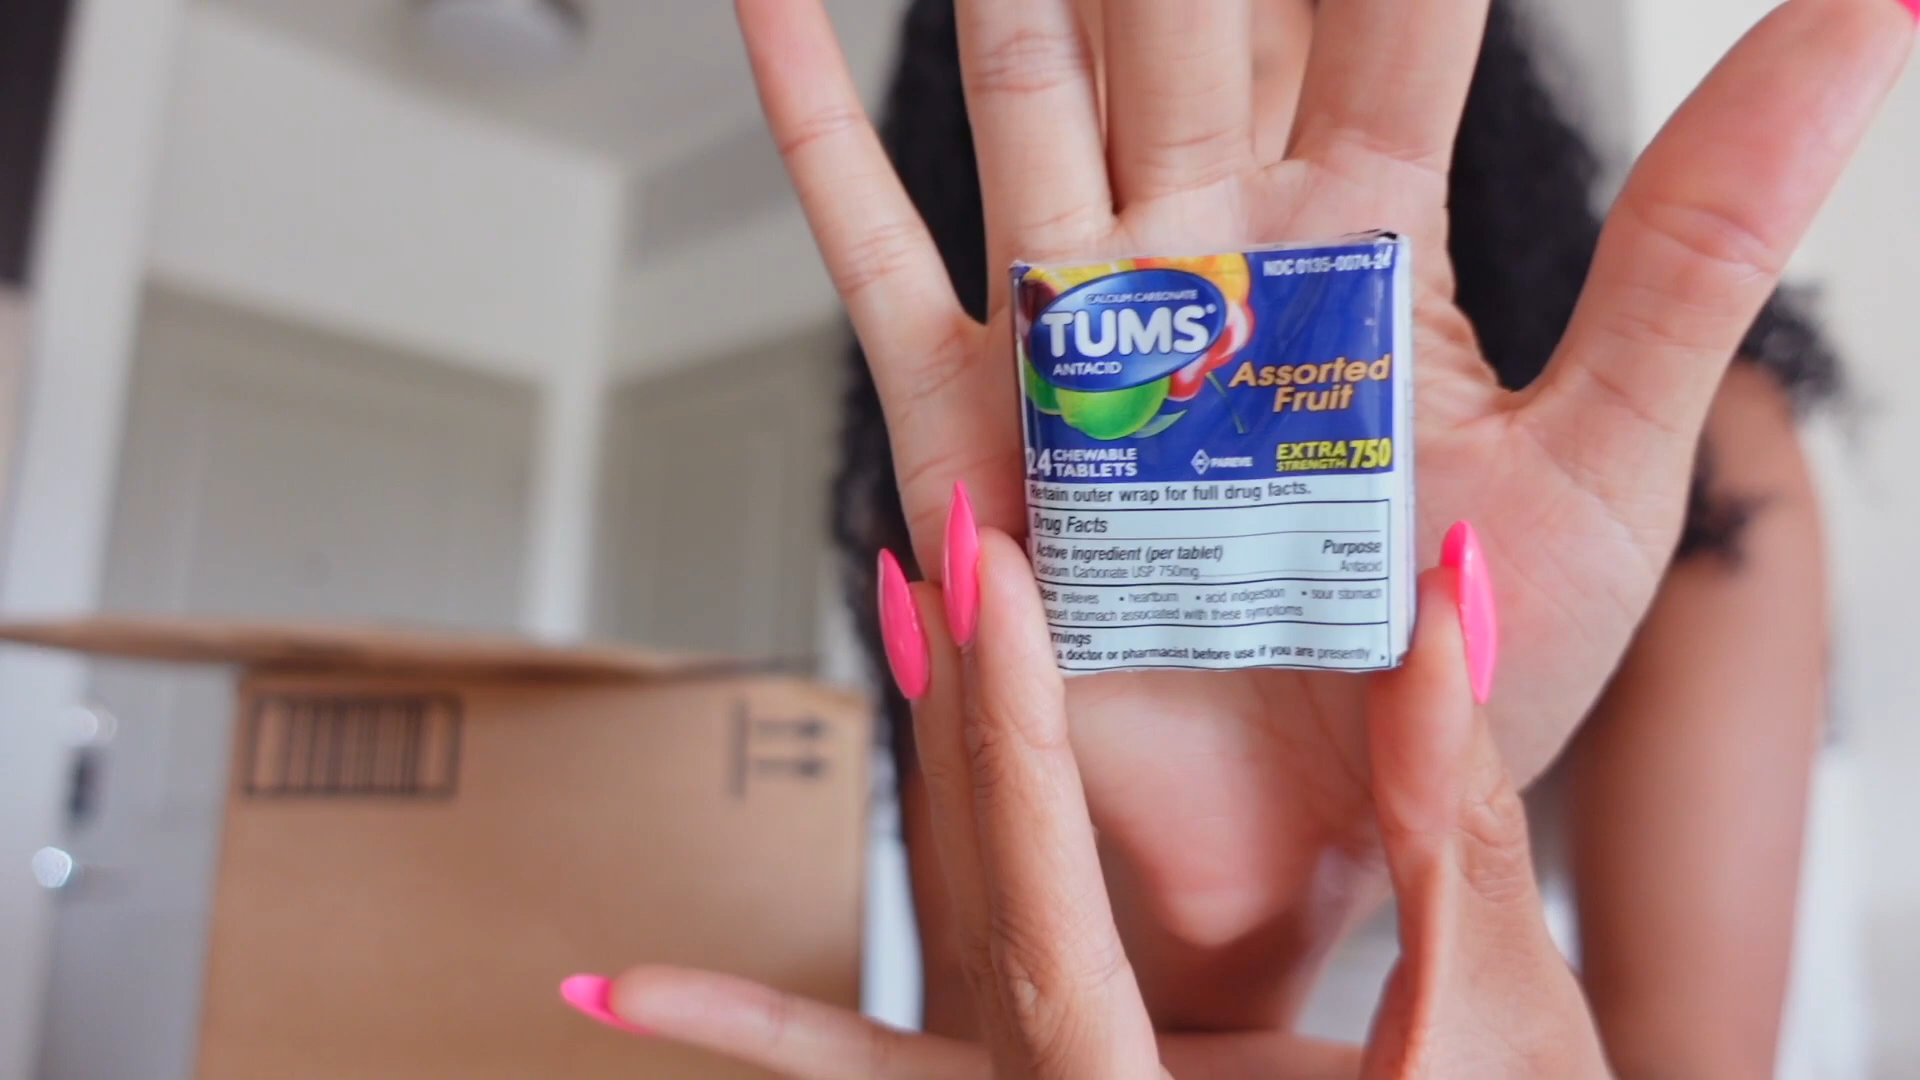 NDC 0135-0074-24
CALCIUM CARBONATE
TUMS®
ANTACID
Assorted
Fruit
24 CHEWABLE
TABLETS
PAREVE
EXTRA
STRENGTH 750
Retain outer wrap for full drug facts.
Drug Facts
Active ingredient (per tablet) Purpose
Calcium Carbonate USP 750mg Antacid
relieves • heartburn • acid indigestion • sour stomach
stomach associated with these symptoms
a doctor or pharmacist before use if you are presently